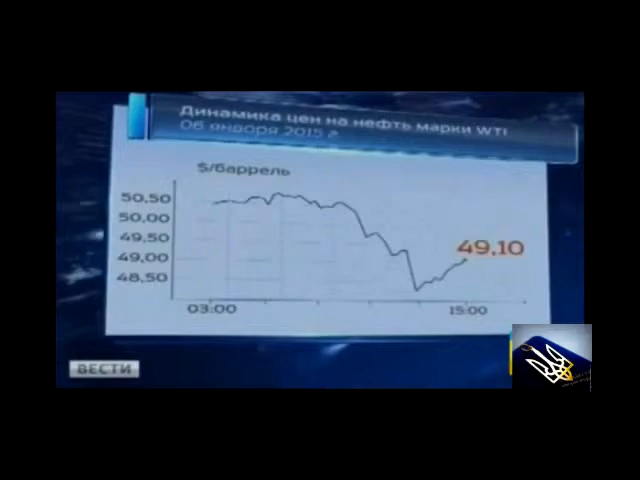 Динамика цен на нефть марки WTI
06 января 2015 г
$/баррель
50,50
50,00
49,50
49,00
48,50
49,10
03:00
15:00
ВЕСТИ